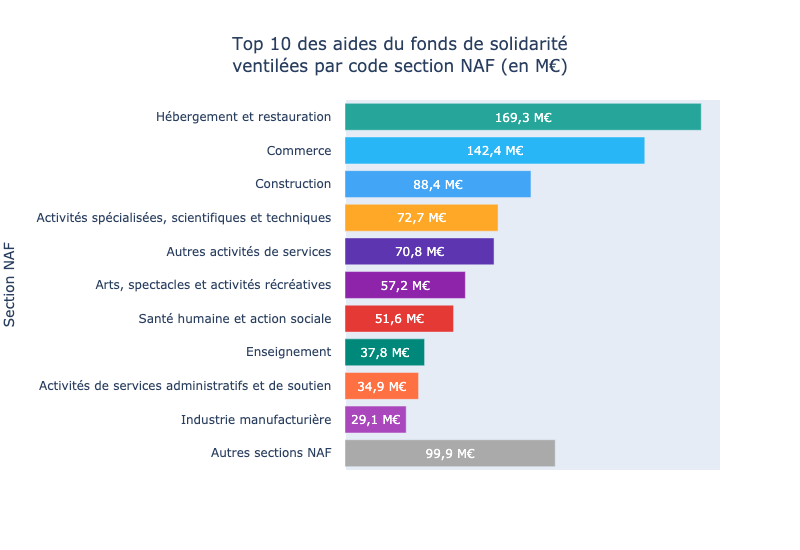 Top 10 des aides du fonds de solidarité
ventilées par code section NAF (en M€)
Section NAF
Hébergement et restauration 169,3 M€
Commerce 142,4 M€
Construction 88,4 M€
Activités spécialisées, scientifiques et techniques 72,7 M€
Autres activités de services 70,8 M€
Arts, spectacles et activités récréatives 57,2 M€
Santé humaine et action sociale 51,6 M€
Enseignement 37,8 M€
Activités de services administratifs et de soutien 34,9 M€
Industrie manufacturière 29,1 M€
Autres sections NAF 99,9 M€